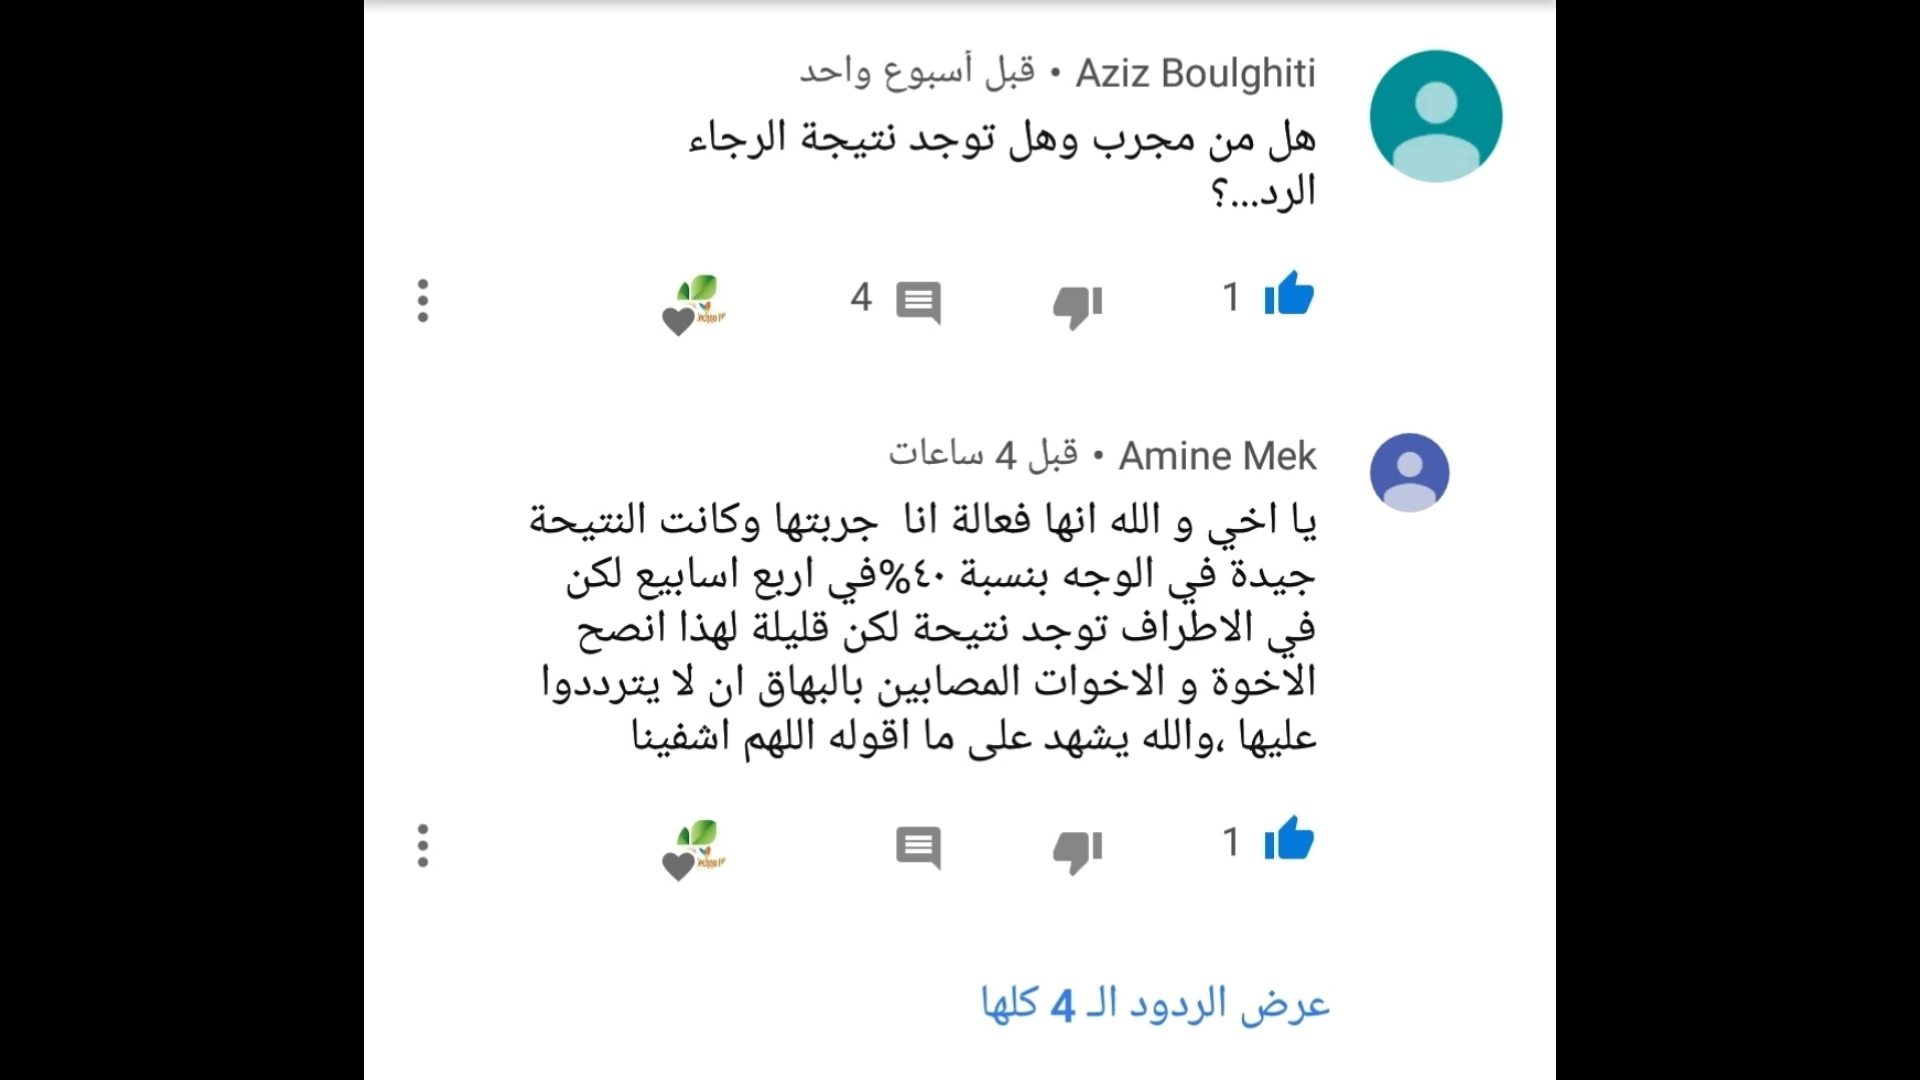 Aziz Boulghiti • قبل أسبوع واحد
هل من مجرب وهل توجد نتيجة الرجاء
الرد...؟
1
4
Amine Mek • قبل 4 ساعات
يا اخي و الله انها فعالة انا جربتها وكانت النتيحة
جيدة في الوجه بنسبة ٤٠%في اربع اسابيع لكن
في الاطراف توجد نتيحة لكن قليلة لهذا انصح
الاخوة و الاخوات المصابين بالبهاق ان لا يترددوا
عليها ،والله يشهد على ما اقوله اللهم اشفينا
1
عرض الردود الـ 4 كلها